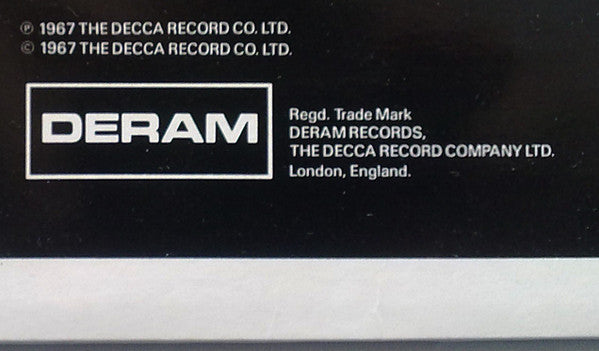 ℗ 1967 THE DECCA RECORD CO. LTD.
© 1967 THE DECCA RECORD CO. LTD.
DERAM
Regd. Trade Mark
DERAM RECORDS,
THE DECCA RECORD COMPANY LTD.
London, England.